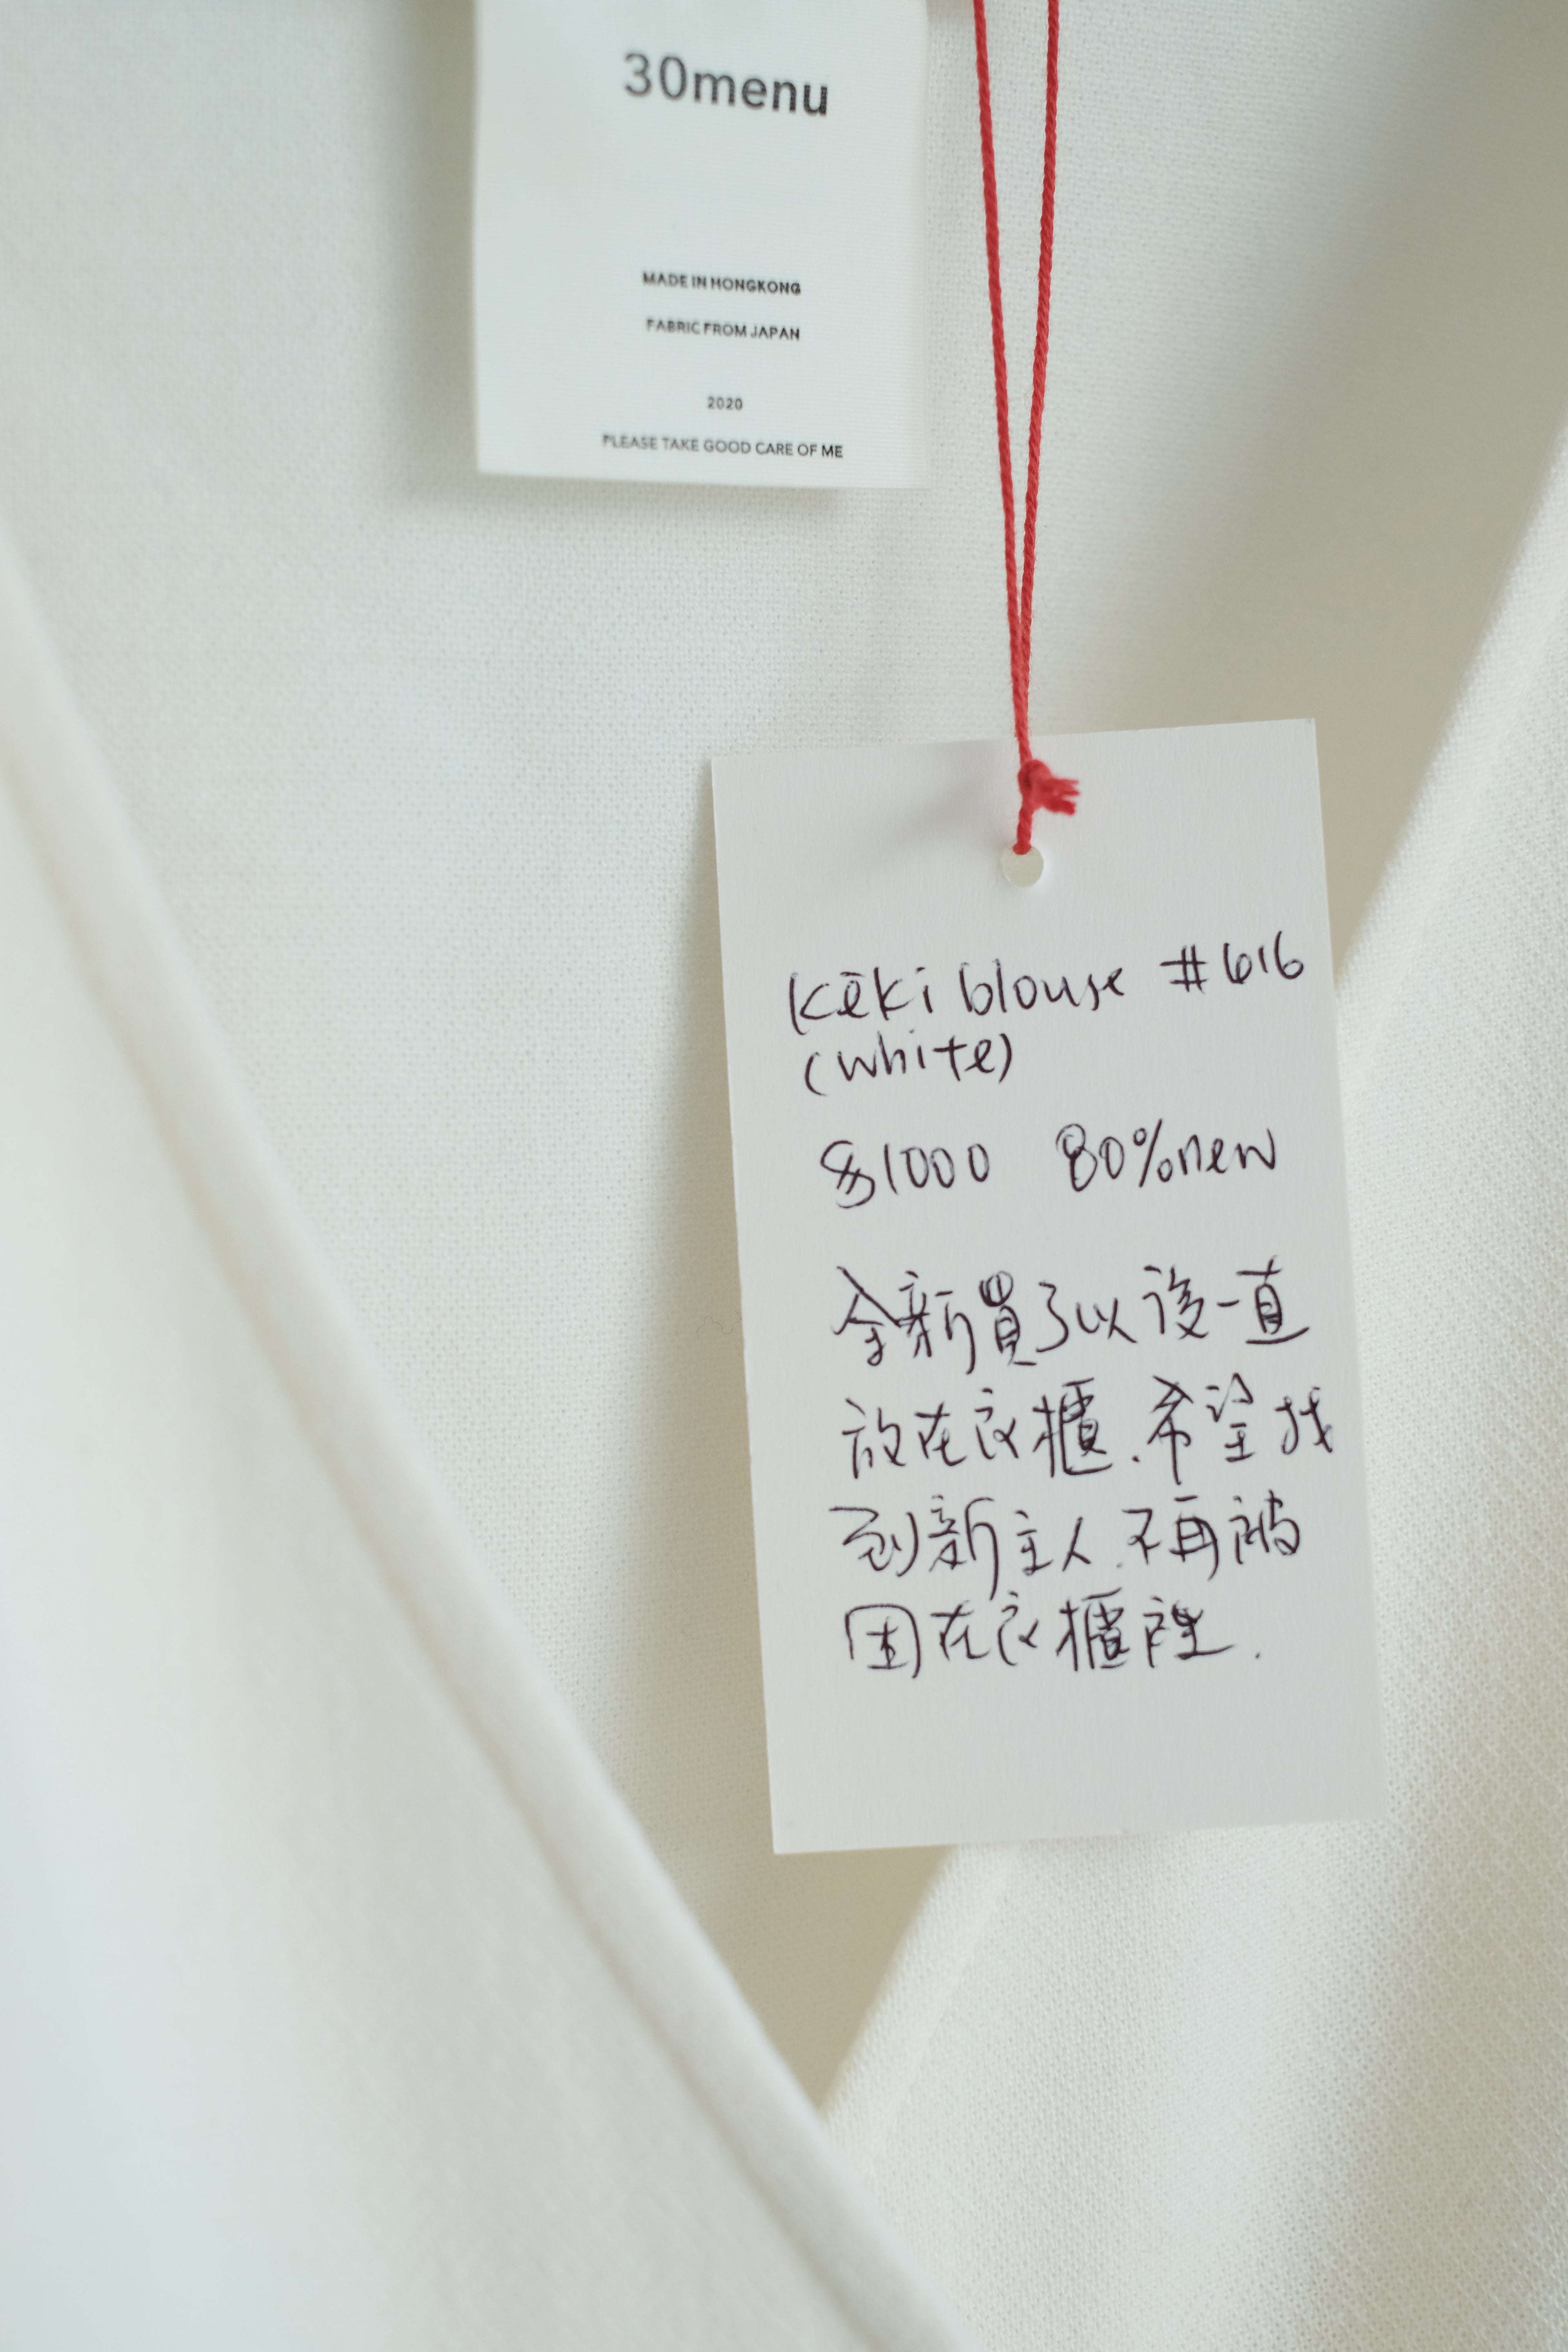 30menu
MADE IN HONGKONG
FABRIC FROM JAPAN
2020
PLEASE TAKE GOOD CARE OF ME
Kēki blouse #616
(white)
$1000 80%new
全新買了以後一直
放在衣櫃.希望找
到新主人.不再被
困在衣櫃裡.